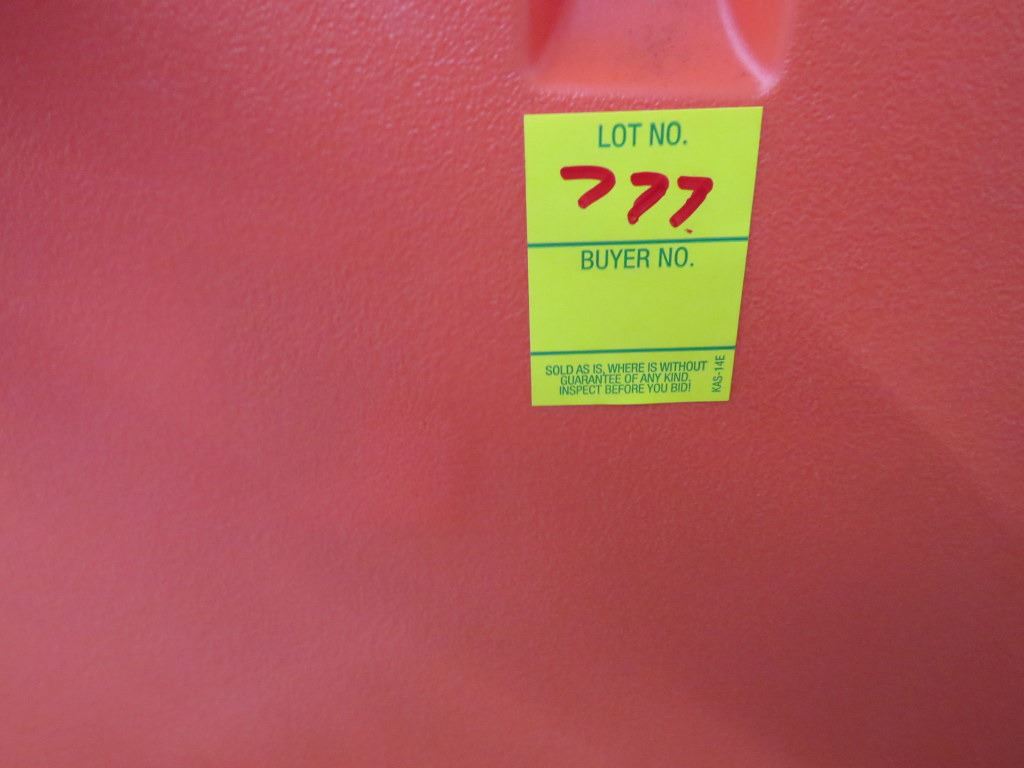 LOT NO.
777
BUYER NO.
SOLD AS IS, WHERE IS WITHOUT
GUARANTEE OF ANY KIND.
INSPECT BEFORE YOU BID!
KAS-14E